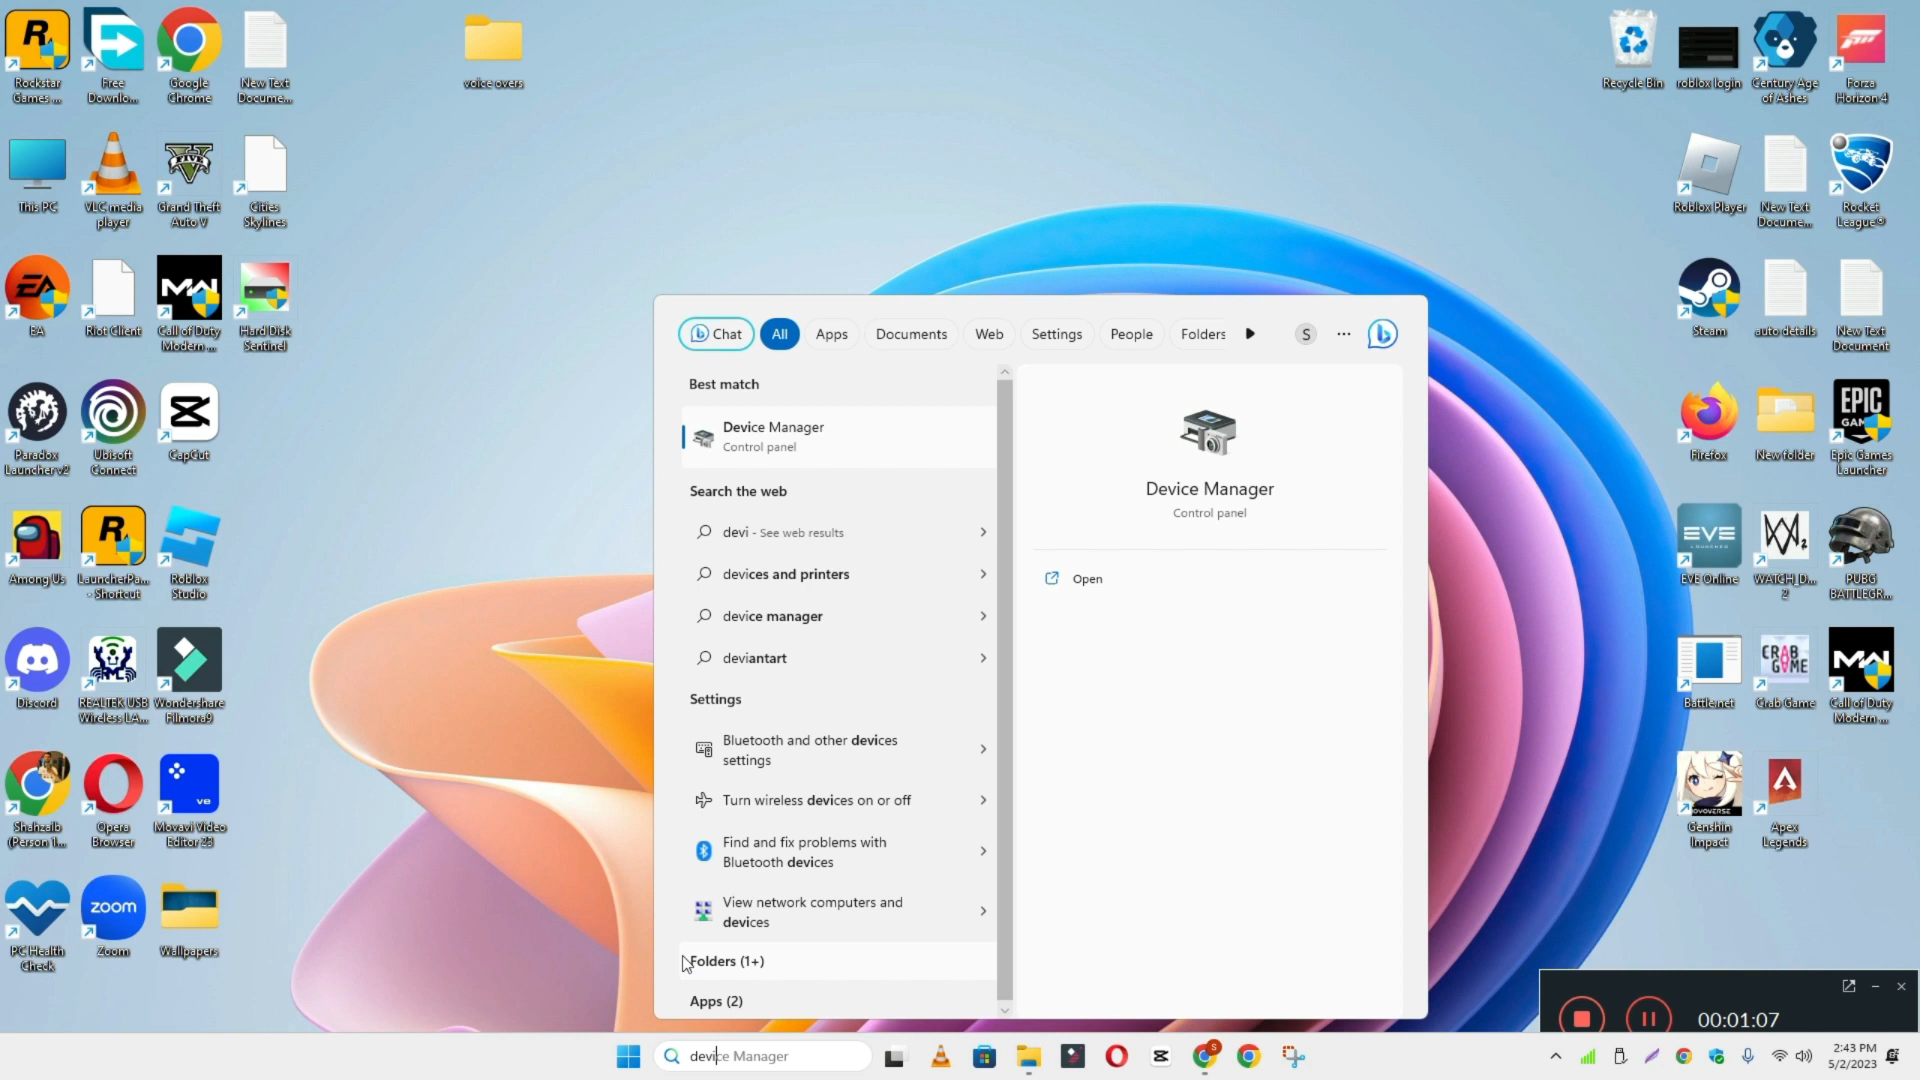 Rockstar
Games ...
Free
Downlo...
Google
Chrome
New Text
Docume...
voice overs
Recycle Bin
roblox login
Century Age
of Ashes
Forza
Horizon 4
This PC
VLC media
player
FIVE
Grand Theft
Auto V
Cities
Skylines
Roblox Player
New Text
Docume...
Rocket
League®
EA
Riot Client
Call of Duty
Modern ...
Hard Disk
Sentinel
Steam
auto details
New Text
Document
Paradox
Launcher v2
Ubisoft
Connect
CapCut
Firefox
New folder
EPIC
Epic Games
Launcher
Among Us
LauncherPa...
- Shortcut
Roblox
Studio
EVE
EVE Online
WATCH_D...
2
PUBG
BATTLEGR...
Discord
REALTEK USB
Wireless LA...
Wondershare
Filmora9
Battle.net
CRAB
GAME
Crab Game
Call of Duty
Modern ...
Shahzaib
(Person 1...
Opera
Browser
Movavi Video
Editor 23
Genshin
Impact
Apex
Legends
PC Health
Check
zoom
Zoom
Wallpapers
Chat
All
Apps
Documents
Web
Settings
People
Folders
S
...
Best match
Device Manager
Control panel
Search the web
devi - See web results
devices and printers
device manager
deviantart
Settings
Bluetooth and other devices
settings
Turn wireless devices on or off
Find and fix problems with
Bluetooth devices
View network computers and
devices
Folders (1+)
Apps (2)
Device Manager
Control panel
Open
00:01:07
device Manager
2:43 PM
5/2/2023